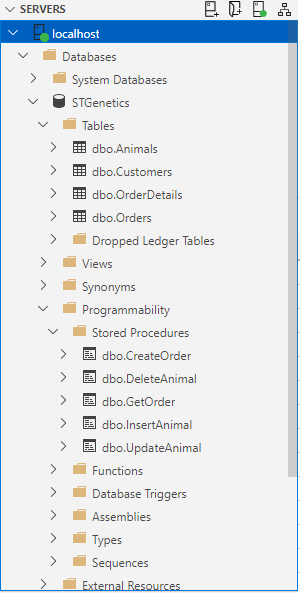 SERVERS
localhost
Databases
System Databases
STGenetics
Tables
dbo.Animals
dbo.Customers
dbo.OrderDetails
dbo.Orders
Dropped Ledger Tables
Views
Synonyms
Programmability
Stored Procedures
dbo.CreateOrder
dbo.DeleteAnimal
dbo.GetOrder
dbo.InsertAnimal
dbo.UpdateAnimal
Functions
Database Triggers
Assemblies
Types
Sequences
External Resources